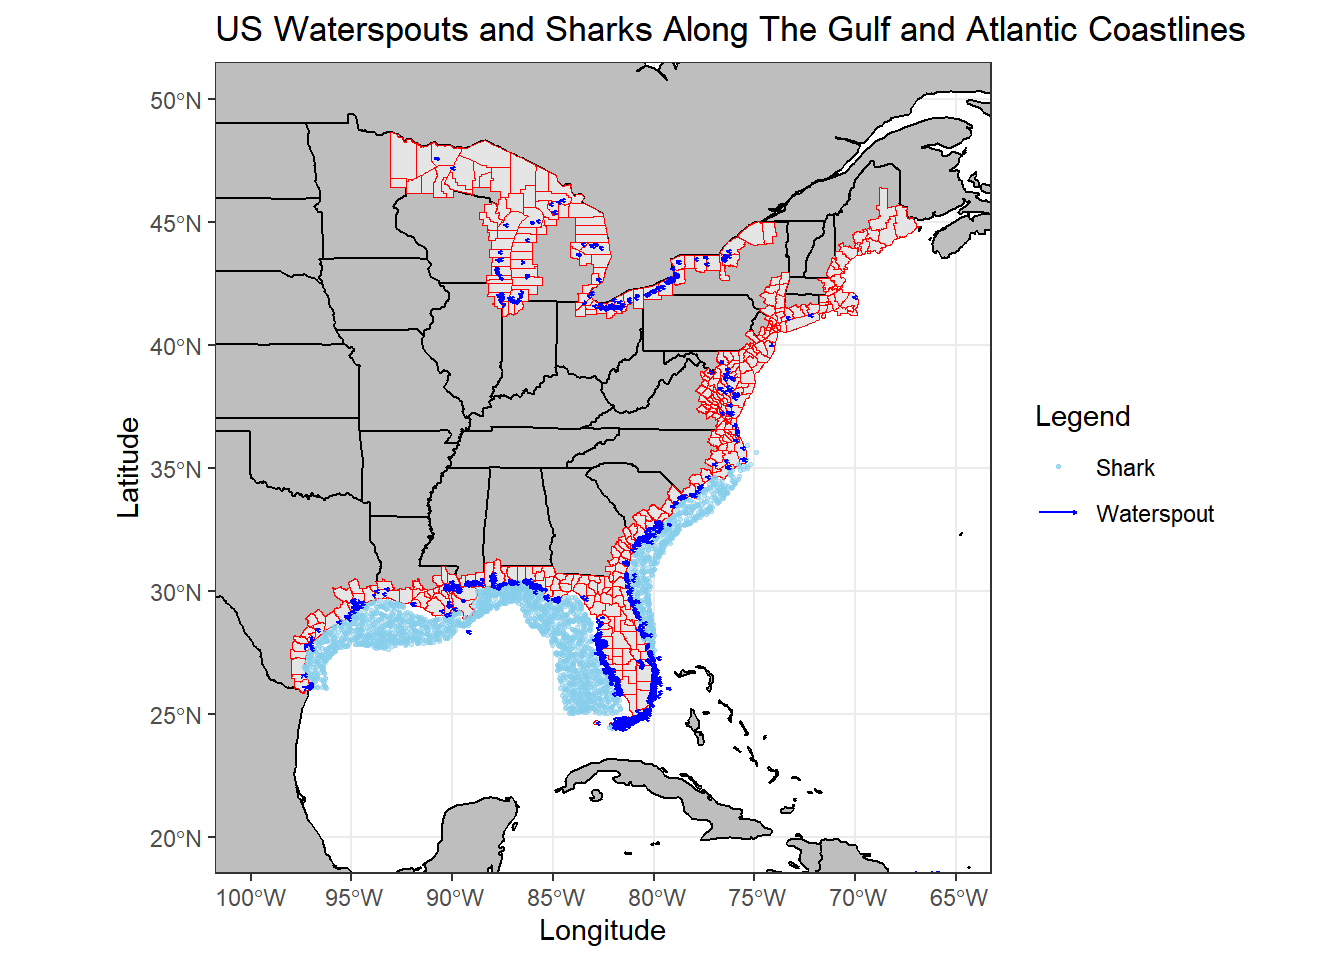 US Waterspouts and Sharks Along The Gulf and Atlantic Coastlines
50°N
45°N
40°N
35°N
30°N
25°N
20°N
Latitude
100°W 95°W 90°W 85°W 80°W 75°W 70°W 65°W
Longitude
Legend
Shark
Waterspout